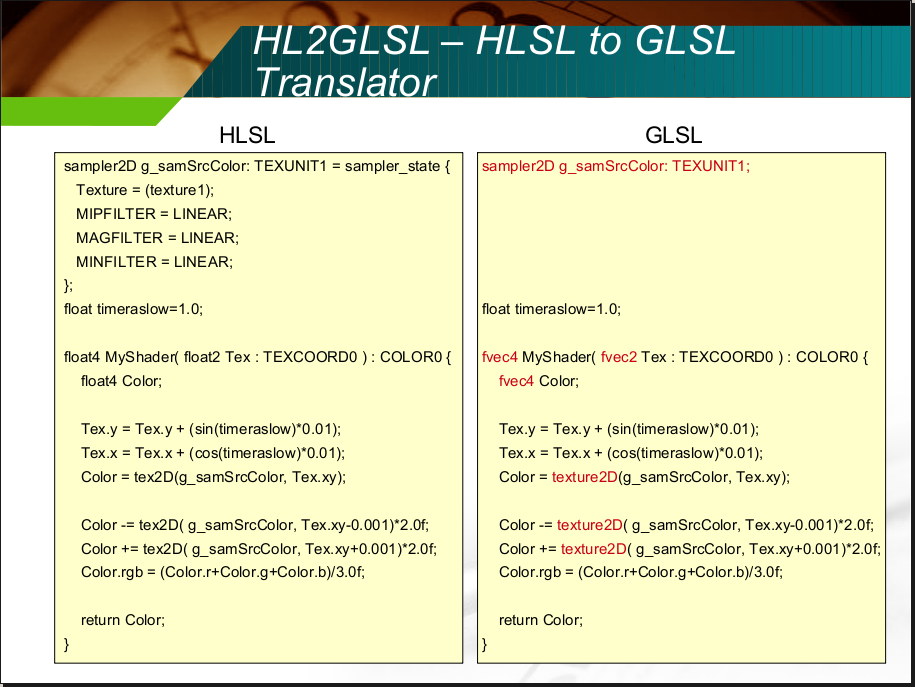 HL2GLSL – HLSL to GLSL
Translator
HLSL
sampler2D g_samSrcColor: TEXUNIT1 = sampler_state {
Texture = (texture1);
MIPFILTER = LINEAR;
MAGFILTER = LINEAR;
MINFILTER = LINEAR;
};
float timeraslow=1.0;
float4 MyShader( float2 Tex : TEXCOORD0 ) : COLOR0 {
float4 Color;
Tex.y = Tex.y + (sin(timeraslow)*0.01);
Tex.x = Tex.x + (cos(timeraslow)*0.01);
Color = tex2D(g_samSrcColor, Tex.xy);
Color -= tex2D( g_samSrcColor, Tex.xy-0.001)*2.0f;
Color += tex2D( g_samSrcColor, Tex.xy+0.001)*2.0f;
Color.rgb = (Color.r+Color.g+Color.b)/3.0f;
return Color;
}
GLSL
sampler2D g_samSrcColor: TEXUNIT1;
float timeraslow=1.0;
fvec4 MyShader( fvec2 Tex : TEXCOORD0 ) : COLOR0 {
fvec4 Color;
Tex.y = Tex.y + (sin(timeraslow)*0.01);
Tex.x = Tex.x + (cos(timeraslow)*0.01);
Color = texture2D(g_samSrcColor, Tex.xy);
Color -= texture2D( g_samSrcColor, Tex.xy-0.001)*2.0f;
Color += texture2D( g_samSrcColor, Tex.xy+0.001)*2.0f;
Color.rgb = (Color.r+Color.g+Color.b)/3.0f;
return Color;
}